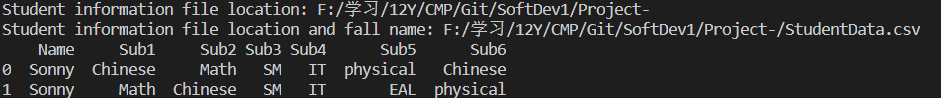 Student information file location: F:/学习/12Y/CMP/Git/SoftDev1/Project-
Student information file location and fall name: F:/学习/12Y/CMP/Git/SoftDev1/Project-/StudentData.csv
Name Sub1 Sub2 Sub3 Sub4 Sub5 Sub6
0 Sonny Chinese Math SM IT physical Chinese
1 Sonny Math Chinese SM IT EAL physical